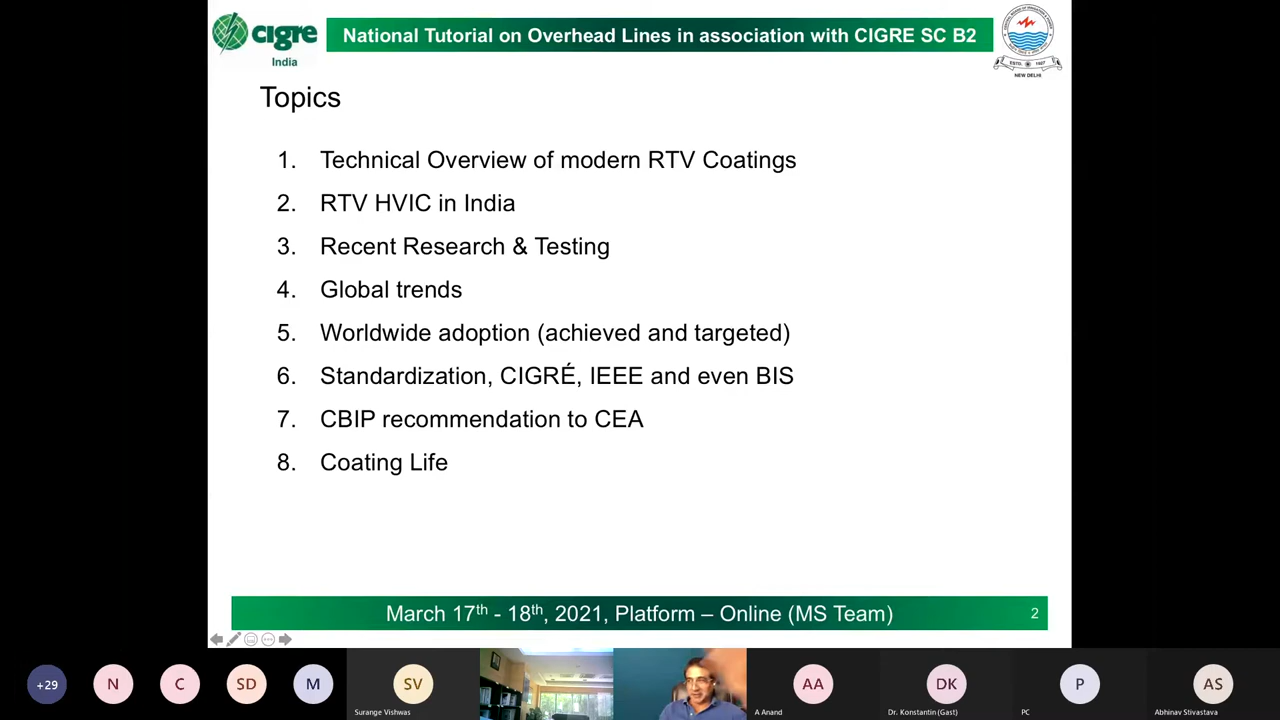 cigre
India
National Tutorial on Overhead Lines in association with CIGRE SC B2
ESTD. 1927
NEW DELHI
Topics
1. Technical Overview of modern RTV Coatings
2. RTV HVIC in India
3. Recent Research & Testing
4. Global trends
5. Worldwide adoption (achieved and targeted)
6. Standardization, CIGRÉ, IEEE and even BIS
7. CBIP recommendation to CEA
8. Coating Life
March 17th - 18th, 2021, Platform – Online (MS Team)
2
+29
N
C
SD
M
SV
Surange Vishwas
AA
A Anand
DK
Dr. Konstantin (Gast)
P
PC
AS
Abhinav Stivastava